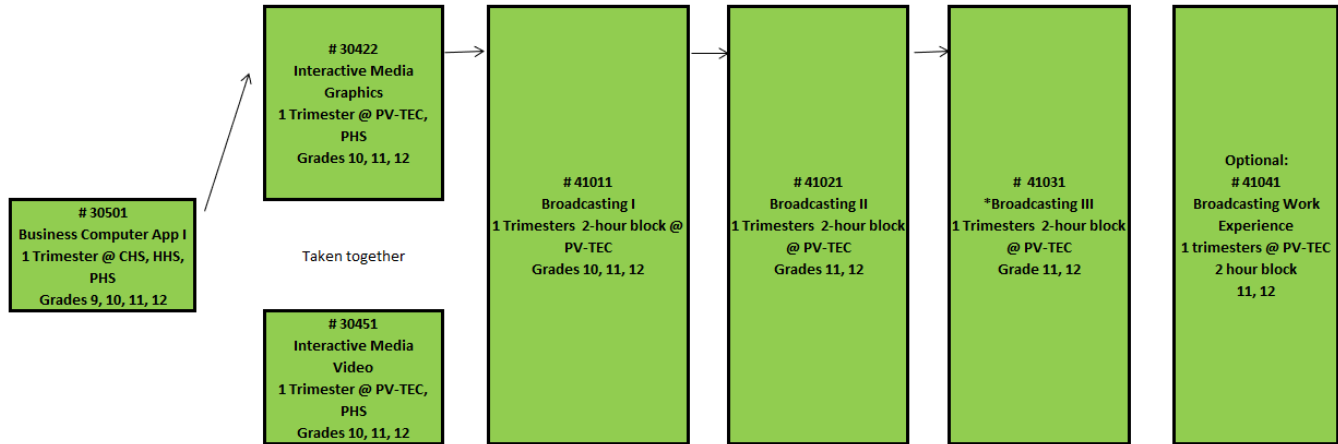 # 30501
Business Computer App I
1 Trimester @ CHS, HHS,
PHS
Grades 9, 10, 11, 12
# 30422
Interactive Media
Graphics
1 Trimester @ PV-TEC,
PHS
Grades 10, 11, 12
Taken together
# 30451
Interactive Media
Video
1 Trimester @ PV-TEC,
PHS
Grades 10, 11, 12
# 41011
Broadcasting I
1 Trimesters 2-hour block @
PV-TEC
Grades 10, 11, 12
# 41021
Broadcasting II
1 Trimesters 2-hour block
@ PV-TEC
Grades 11, 12
# 41031
*Broadcasting III
1 Trimesters 2-hour block
@ PV-TEC
Grade 11, 12
Optional:
# 41041
Broadcasting Work
Experience
1 trimesters @ PV-TEC
2 hour block
11, 12